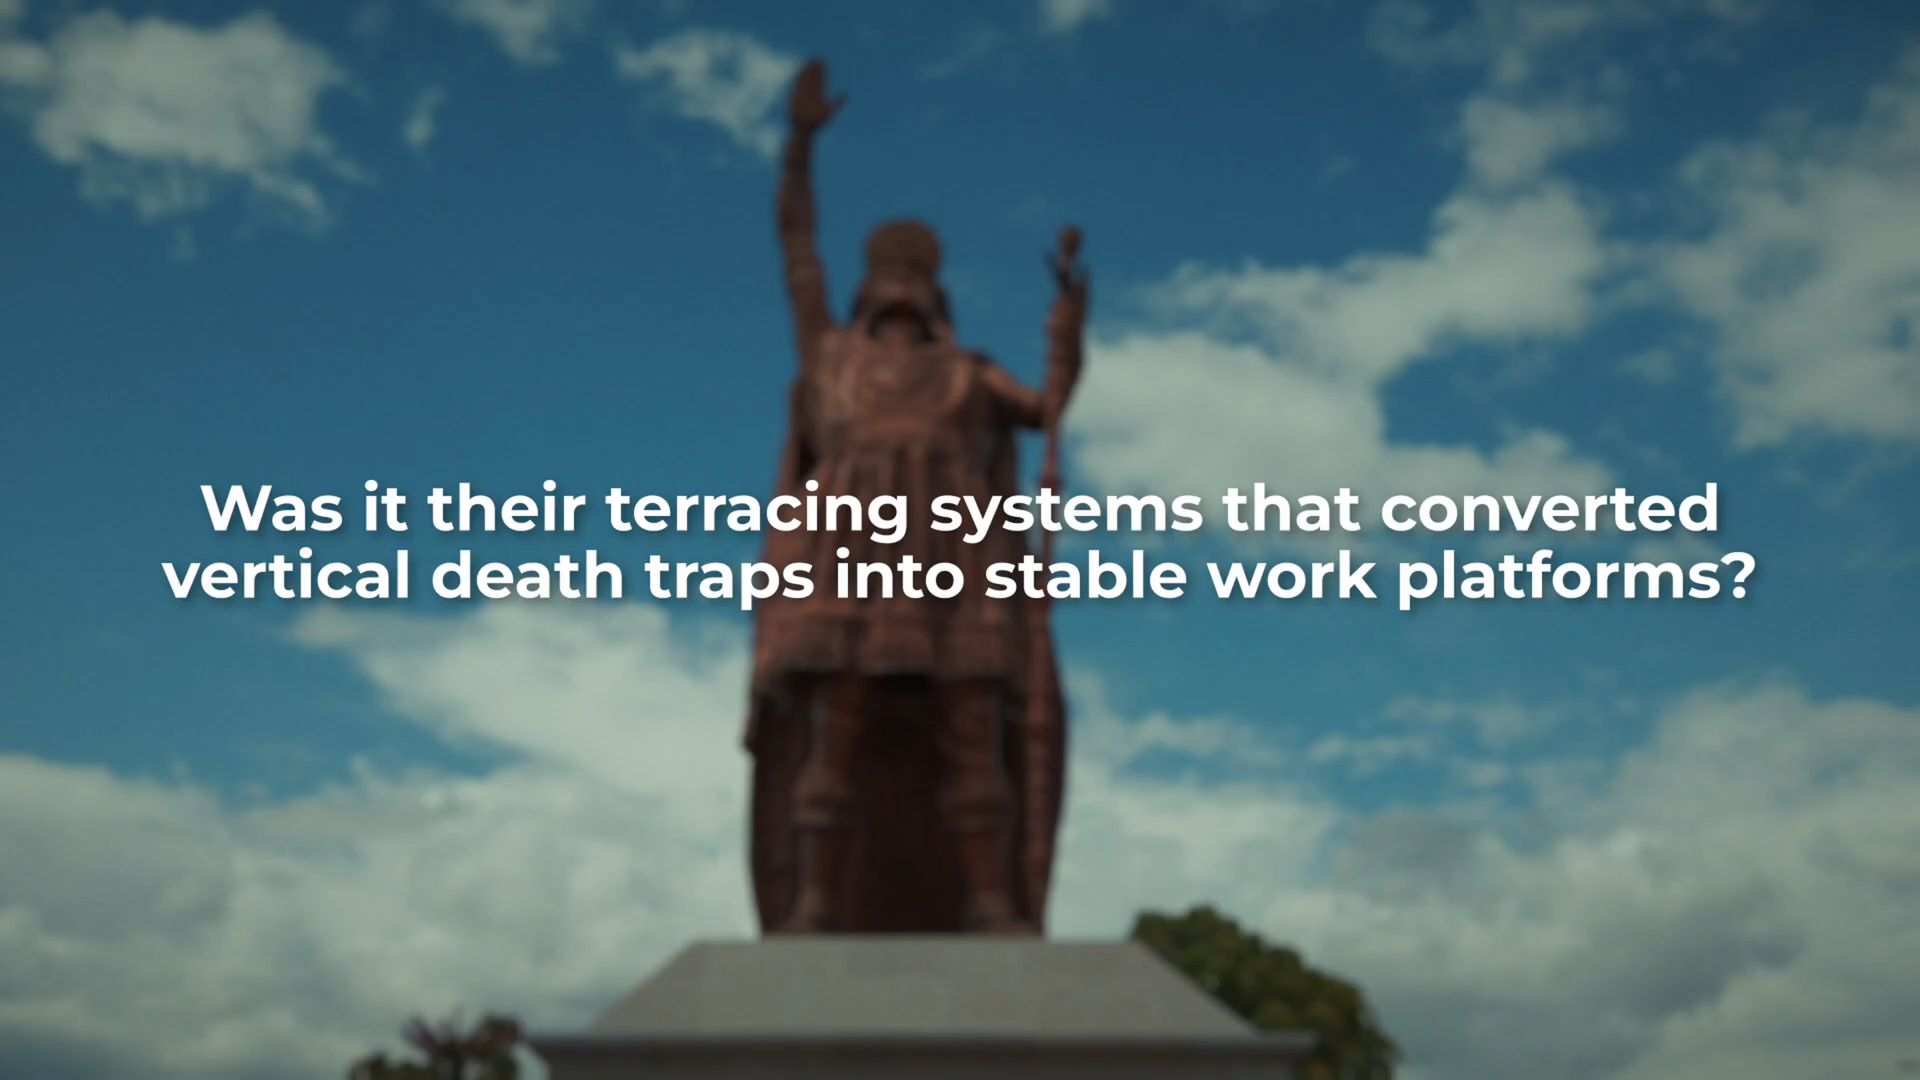 Was it their terracing systems that converted
vertical death traps into stable work platforms?